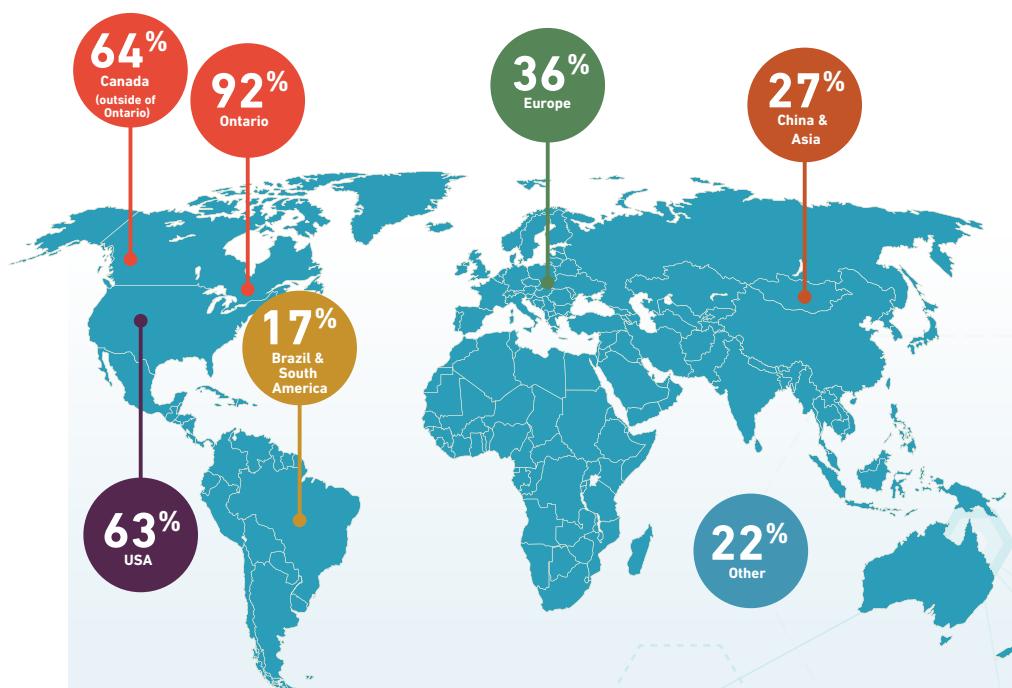 64%
Canada
(outside of
Ontario)
92%
Ontario
36%
Europe
27%
China &
Asia
17%
Brazil &
South
America
63%
USA
22%
Other